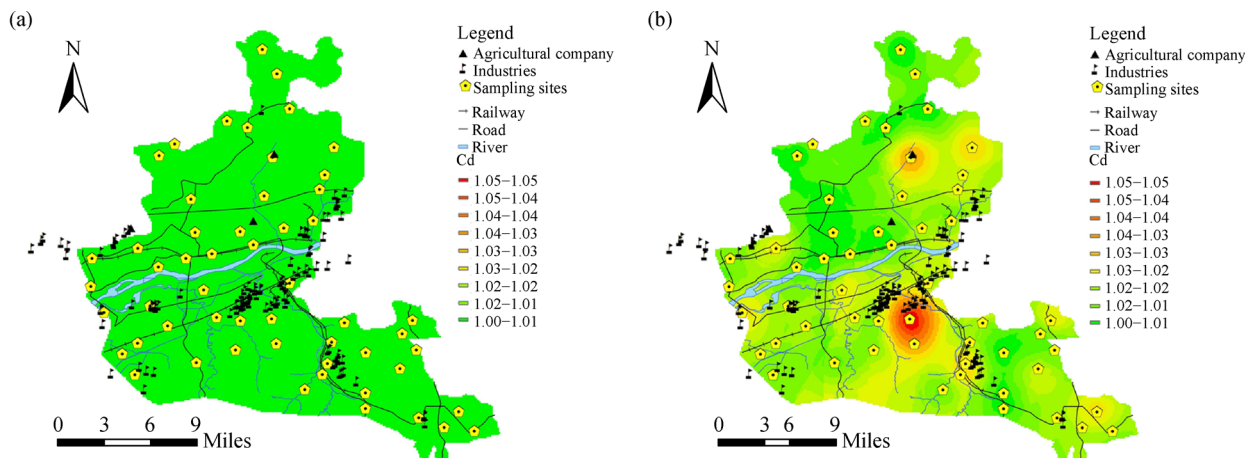 (a)
N
Legend
Agricultural company
Industries
Sampling sites
Railway
Road
River
Cd
1.05−1.05
1.05−1.04
1.04−1.04
1.04−1.03
1.03−1.03
1.03−1.02
1.02−1.02
1.02−1.01
1.00−1.01
0 3 6 9 Miles
(b)
N
Legend
Agricultural company
Industries
Sampling sites
Railway
Road
River
Cd
1.05−1.05
1.05−1.04
1.04−1.04
1.04−1.03
1.03−1.03
1.03−1.02
1.02−1.02
1.02−1.01
1.00−1.01
0 3 6 9 Miles